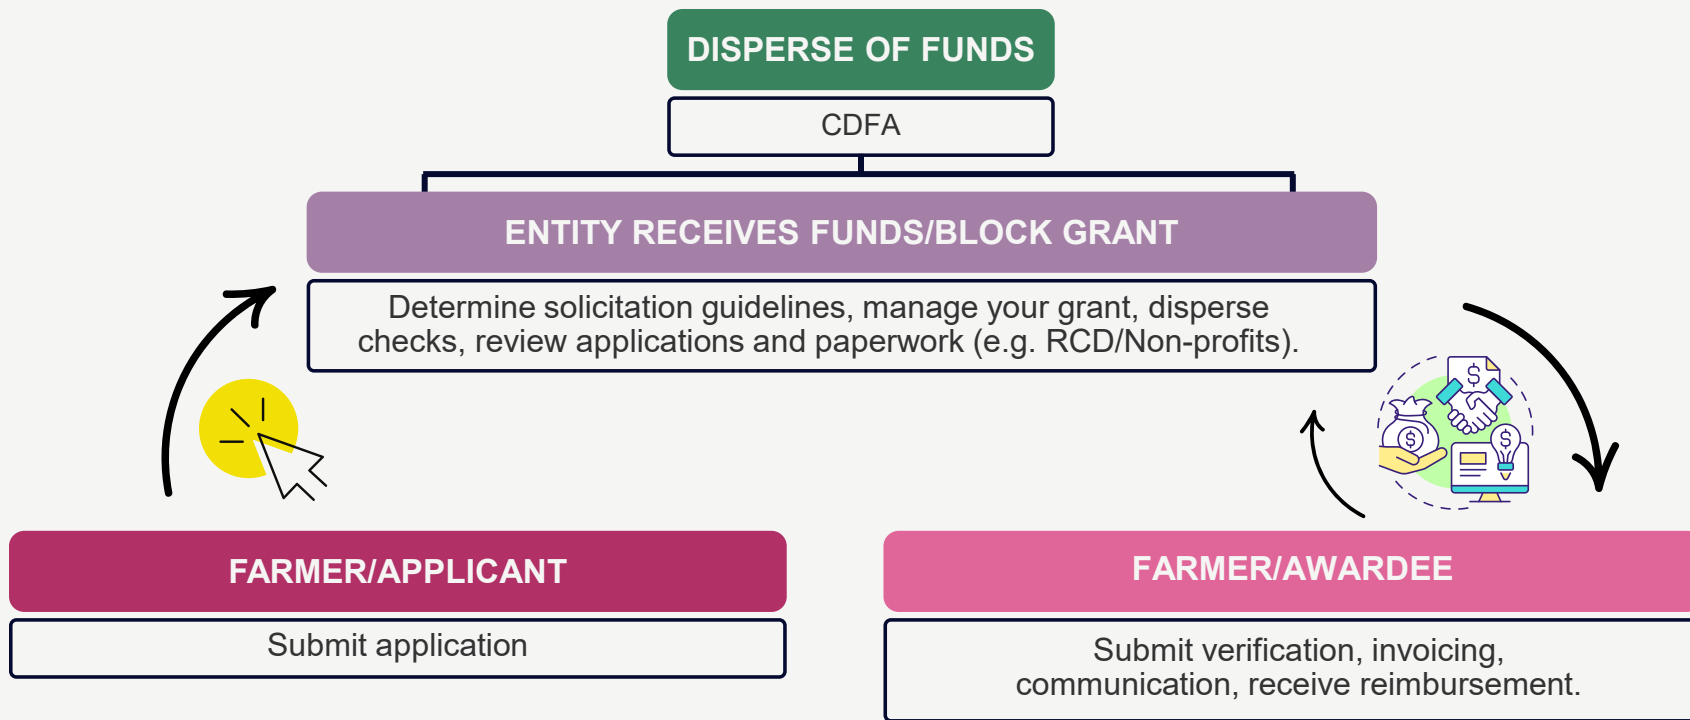 DISPERSE OF FUNDS
CDFA
ENTITY RECEIVES FUNDS/BLOCK GRANT
Determine solicitation guidelines, manage your grant, disperse
checks, review applications and paperwork (e.g. RCD/Non-profits).
$
$
$
FARMER/APPLICANT
Submit application
FARMER/AWARDEE
Submit verification, invoicing,
communication, receive reimbursement.